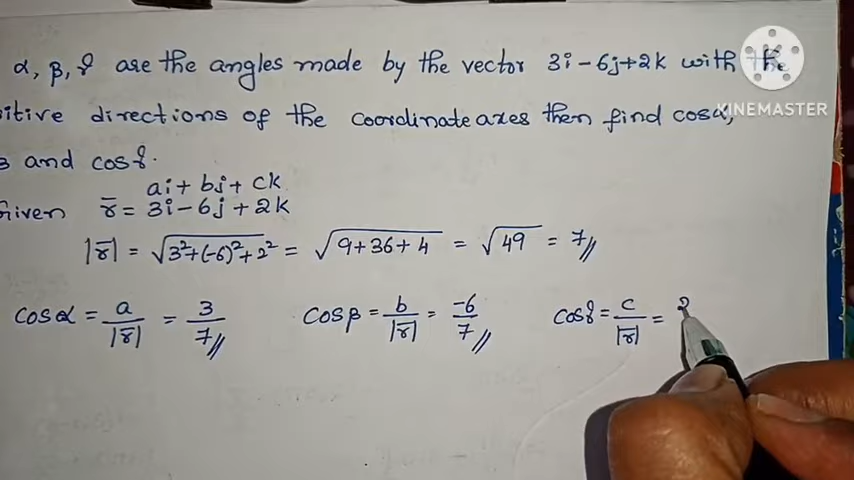 α, β, γ are the angles made by the vector 3i - 6j + 2k with the
itive directions of the coordinate axes then find cosα,
and cosγ.
ai + bj + ck
Given r̄ = 3i - 6j + 2k
|r̄| = √3²+(-6)²+2² = √9+36+4 = √49 = 7//
cosα = a/|r̄| = 3/7// cosβ = b/|r̄| = -6/7// cosγ = c/|r̄| = 2
KINEMASTER